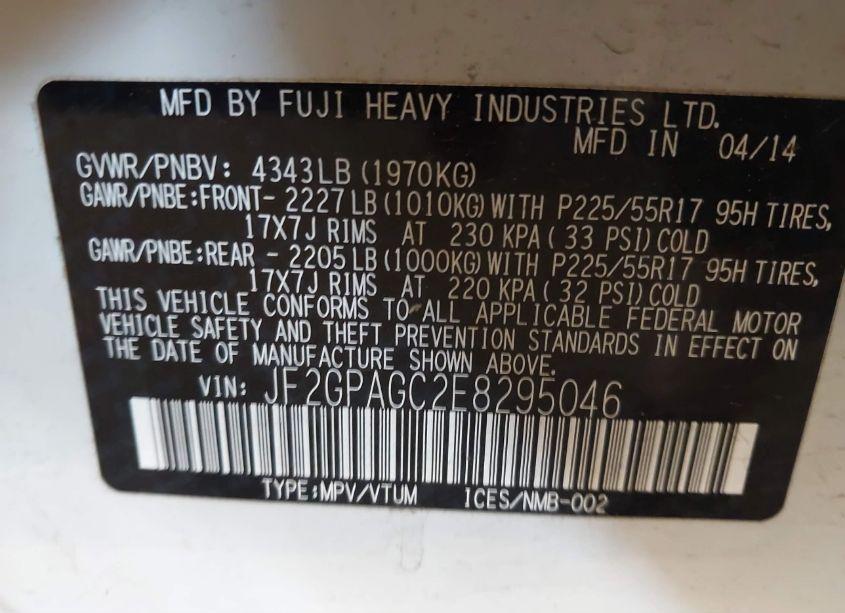 MFD BY FUJI HEAVY INDUSTRIES LTD.
MFD IN 04/14
GVWR/PNBV: 4343LB (1970KG)
GAWR/PNBE:FRONT- 2227 LB (1010KG) WITH P225/55R17 95H TIRES,
17X7J RIMS AT 230 KPA ( 33 PSI) COLD
GAWR/PNBE:REAR - 2205 LB (1000KG) WITH P225/55R17 95H TIRES,
17X7J RIMS AT 220 KPA ( 32 PSI) COLD
THIS VEHICLE CONFORMS TO ALL APPLICABLE FEDERAL MOTOR
VEHICLE SAFETY AND THEFT PREVENTION STANDARDS IN EFFECT ON
THE DATE OF MANUFACTURE SHOWN ABOVE.
VIN: JF2GPAGC2E8295046
TYPE:MPV/VTUM ICES/NMB-002